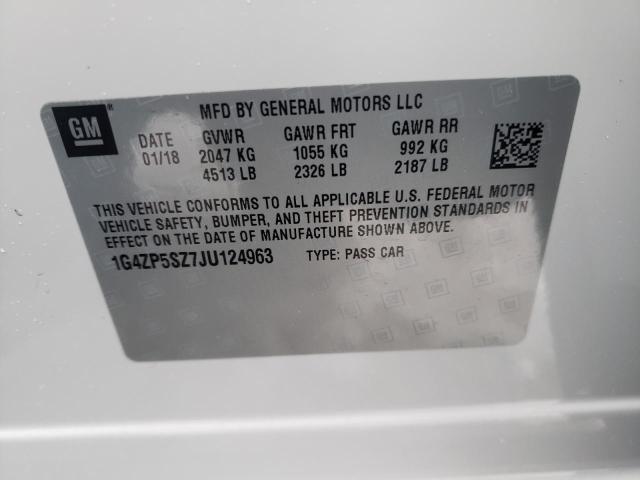 GM
MFD BY GENERAL MOTORS LLC
DATE GVWR GAWR FRT GAWR RR
01/18 2047 KG 1055 KG 992 KG
4513 LB 2326 LB 2187 LB
THIS VEHICLE CONFORMS TO ALL APPLICABLE U.S. FEDERAL MOTOR
VEHICLE SAFETY, BUMPER, AND THEFT PREVENTION STANDARDS IN
EFFECT ON THE DATE OF MANUFACTURE SHOWN ABOVE.
1G4ZP5SZ7JU124963 TYPE: PASS CAR